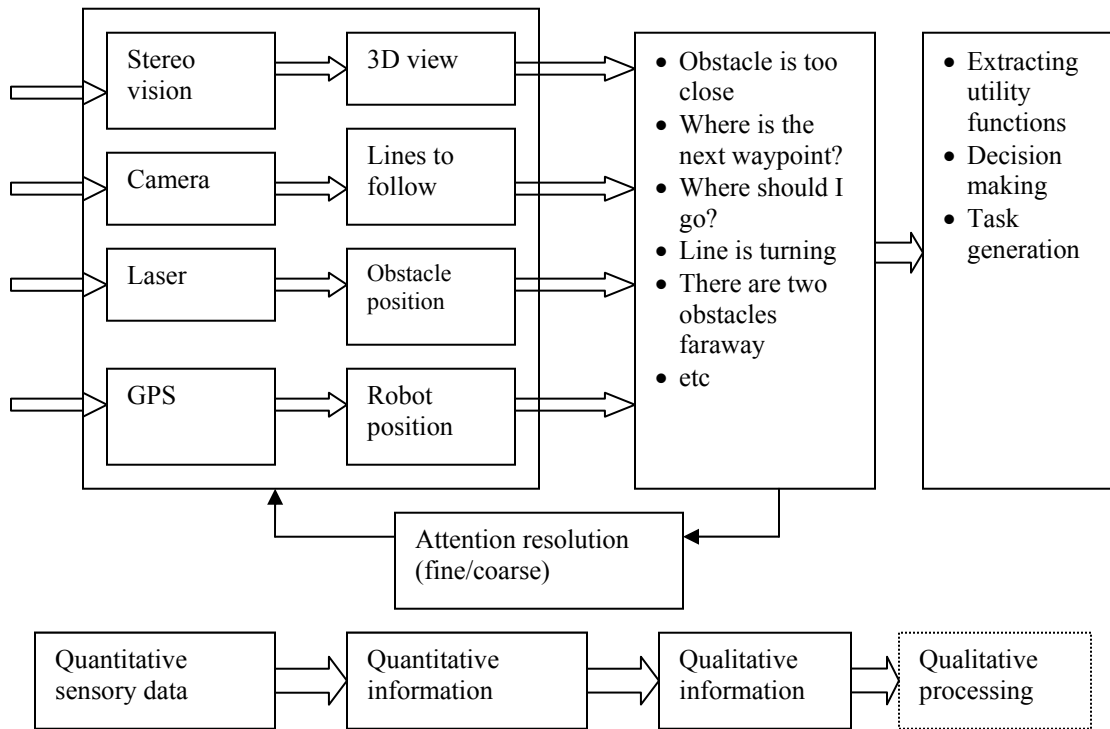 Stereo
vision
3D view
Camera
Lines to
follow
Laser
Obstacle
position
GPS
Robot
position
• Obstacle is too
close
• Where is the
next waypoint?
• Where should I
go?
• Line is turning
• There are two
obstacles
faraway
• etc
• Extracting
utility
functions
• Decision
making
• Task
generation
Attention resolution
(fine/coarse)
Quantitative
sensory data
Quantitative
information
Qualitative
information
Qualitative
processing